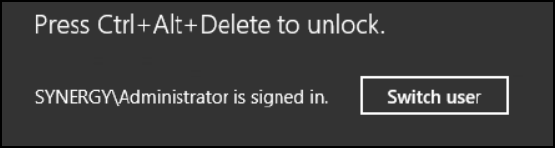 Press Ctrl+Alt+Delete to unlock.
SYNERGY\Administrator is signed in. Switch user